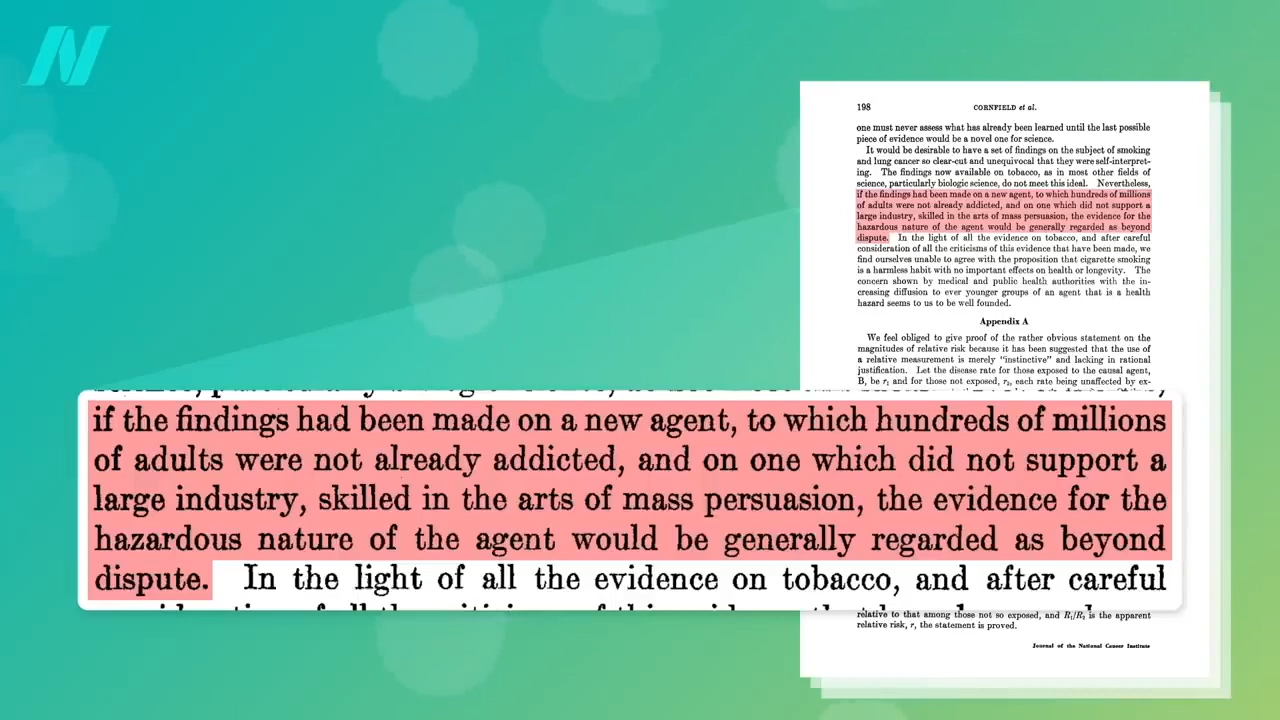 198 CORNFIELD et al.
one must never assess what has already been learned until the last possible
piece of evidence would be a novel one for science.
It would be desirable to have a set of findings on the subject of smoking
and lung cancer so clear-cut and unequivocal that they were self-interpret-
ing. The findings now available on tobacco, as in most other fields of
science, particularly biologic science, do not meet this ideal. Nevertheless,
if the findings had been made on a new agent, to which hundreds of millions
of adults were not already addicted, and on one which did not support a
large industry, skilled in the arts of mass persuasion, the evidence for the
hazardous nature of the agent would be generally regarded as beyond
dispute. In the light of all the evidence on tobacco, and after careful
consideration of all the criticisms of this evidence that have been made, we
find ourselves unable to agree with the proposition that cigarette smoking
is a harmless habit with no important effects on health or longevity. The
concern shown by medical and public health authorities with the in-
creasing diffusion to ever younger groups of an agent that is a health
hazard seems to us to be well founded.
Appendix A
We feel obliged to give proof of the rather obvious statement on the
magnitudes of relative risk because it has been suggested that the use of
a relative measurement is merely "instinctive" and lacking in rational
justification. Let the disease rate for those exposed to the causal agent,
B, be r₁ and for those not exposed, r₂, each rate being unaffected by ex-
if the findings had been made on a new agent, to which hundreds of millions
of adults were not already addicted, and on one which did not support a
large industry, skilled in the arts of mass persuasion, the evidence for the
hazardous nature of the agent would be generally regarded as beyond
dispute. In the light of all the evidence on tobacco, and after careful
relative to that among those not so exposed, and R₁/R₂ is the apparent
relative risk, r, the statement is proved.
Journal of the National Cancer Institute